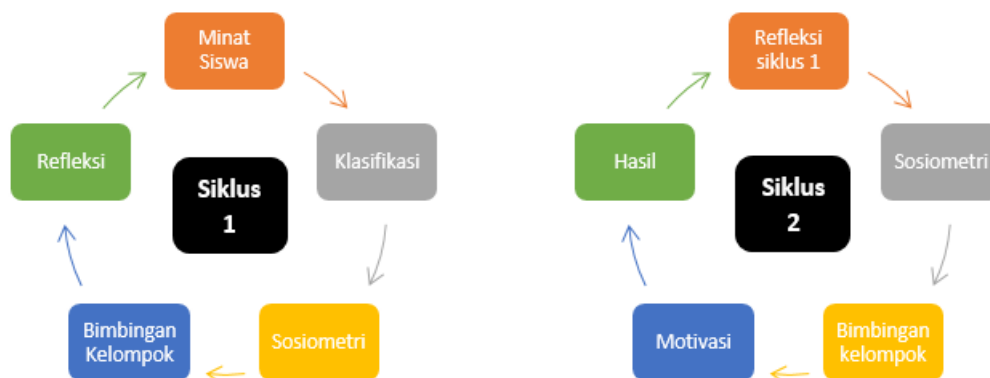 Minat
Siswa
Klasifikasi
Sosiometri
Bimbingan
Kelompok
Refleksi
Siklus
1
Refleksi
siklus 1
Sosiometri
Bimbingan
kelompok
Motivasi
Hasil
Siklus
2